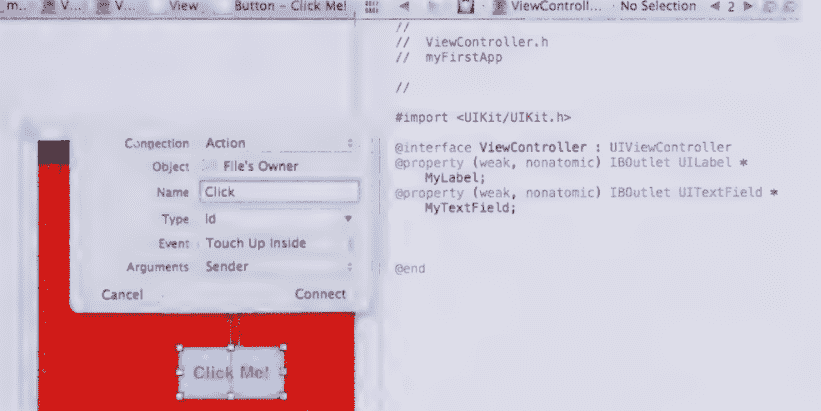 _m... V... V... View Button – Click Me! ViewControll... No Selection 2
//
// ViewController.h
// myFirstApp
//
#import <UIKit/UIKit.h>
@interface ViewController : UIViewController
@property (weak, nonatomic) IBOutlet UILabel *
MyLabel;
@property (weak, nonatomic) IBOutlet UITextField *
MyTextField;
@end
Connection Action
Object File's Owner
Name Click
Type id
Event Touch Up Inside
Arguments Sender
Cancel Connect
Click Me!